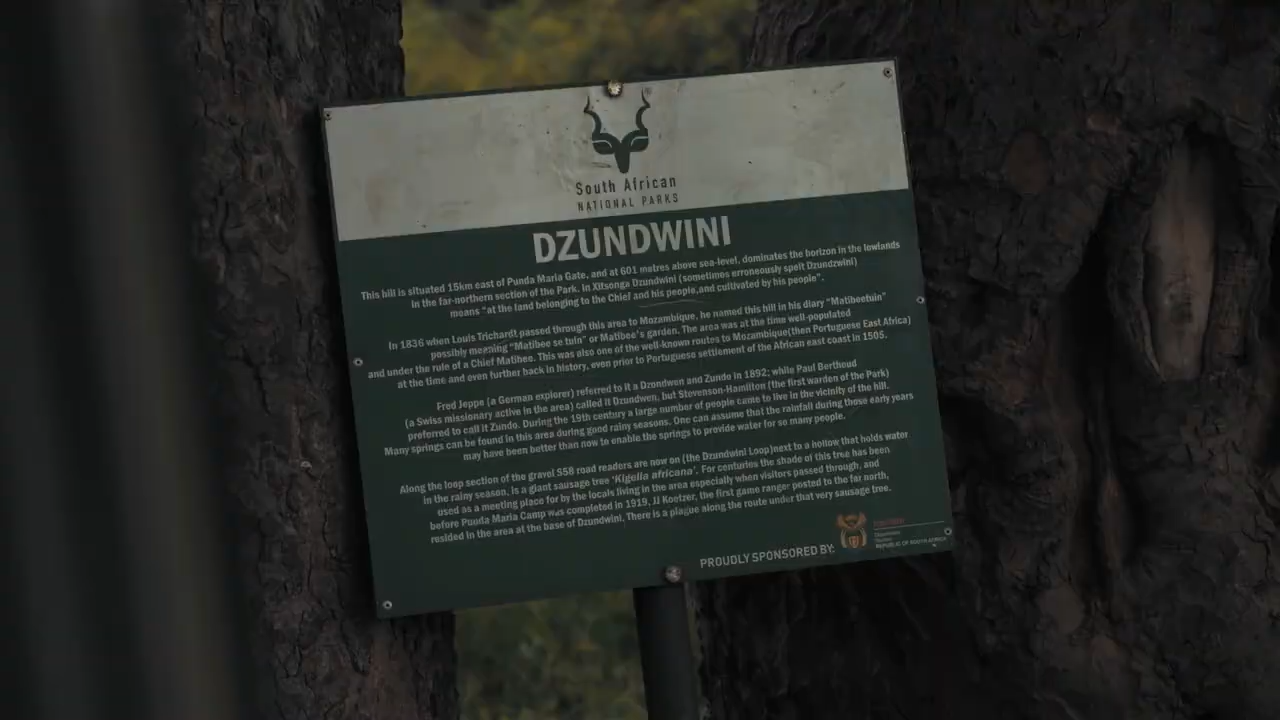 South African
NATIONAL PARKS
DZUNDWINI
This hill is situated 15km east of Punda Maria Gate, and at 601 metres above sea-level, dominates the horizon in the lowlands
in the far-northern section of the Park. In Xitsonga Dzundwini (sometimes erroneously spelt Dzundzwini)
means "at the land belonging to the Chief and his people,and cultivated by his people".
In 1836 when Louis Trichardt passed through this area to Mozambique, he named this hill in his diary "Matibeetuin"
possibly meaning "Matibee se tuin" or Matibee's garden. The area was at the time well-populated
and under the rule of a Chief Matibee. This was also one of the well-known routes to Mozambique(then Portuguese East Africa)
at the time and even further back in history, even prior to Portuguese settlement of the African east coast in 1505.
Fred Jeppe (a German explorer) referred to it a Dzondwen and Zundo in 1892; while Paul Berthoud
(a Swiss missionary active in the area) called it Dzundwen, but Stevenson-Hamilton (the first warden of the Park)
preferred to call it Zundo. During the 19th century a large number of people came to live in the vicinity of the hill.
Many springs can be found in this area during good rainy seasons. One can assume that the rainfall during those early years
may have been better than now to enable the springs to provide water for so many people.
Along the loop section of the gravel S58 road readers are now on (the Dzundwini Loop)next to a hollow that holds water
in the rainy season, is a giant sausage tree 'Kigelia africana'. For centuries the shade of this tree has been
used as a meeting place for by the locals living in the area especially when visitors passed through, and
before Punda Maria Camp was completed in 1919, JJ Koetzer, the first game ranger posted to the far north,
resided in the area at the base of Dzundwini. There is a plague along the route under that very sausage tree.
PROUDLY SPONSORED BY:
Department:
Tourism
REPUBLIC OF SOUTH AFRICA